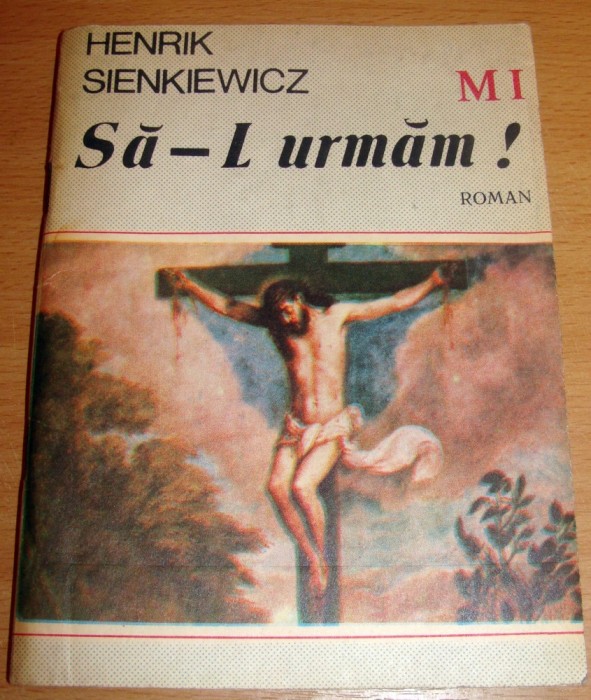 HENRIK
SIENKIEWICZ
MI
Să-L urmăm!
ROMAN